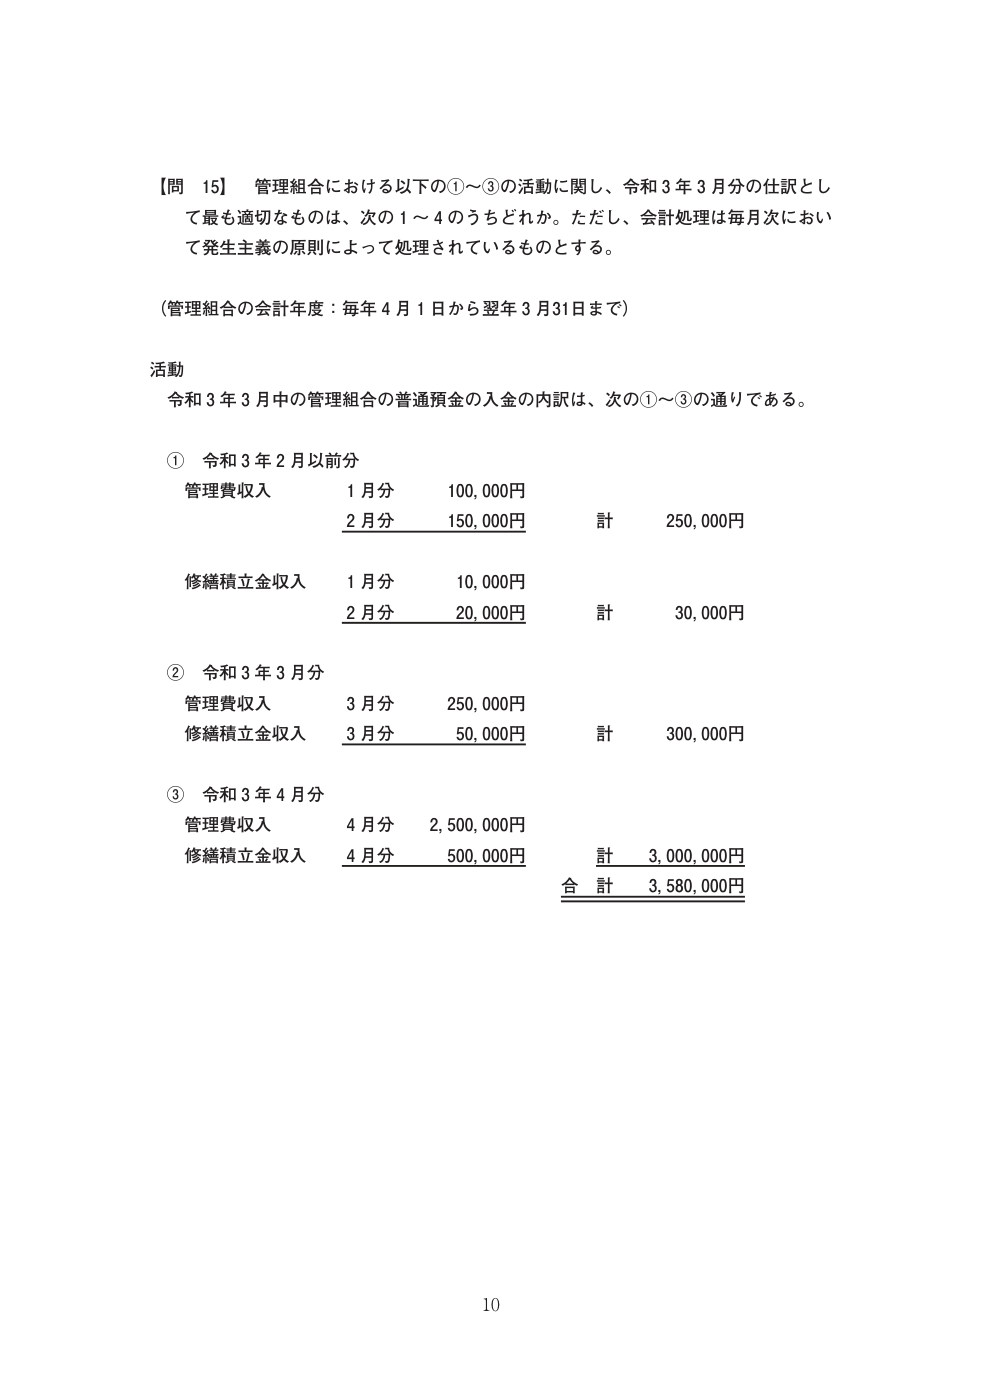 【問　15】　管理組合における以下の①～③の活動に関し、令和３年３月分の仕訳とし
て最も適切なものは、次の１～４のうちどれか。ただし、会計処理は毎月次におい
て発生主義の原則によって処理されているものとする。
（管理組合の会計年度：毎年４月１日から翌年３月31日まで）
活動
令和３年３月中の管理組合の普通預金の入金の内訳は、次の①～③の通りである。
①　令和３年２月以前分
管理費収入　１月分　100,000円
２月分　150,000円　計　250,000円
修繕積立金収入　１月分　10,000円
２月分　20,000円　計　30,000円
②　令和３年３月分
管理費収入　３月分　250,000円
修繕積立金収入　３月分　50,000円　計　300,000円
③　令和３年４月分
管理費収入　４月分　2,500,000円
修繕積立金収入　４月分　500,000円　計　3,000,000円
合　計　3,580,000円
10